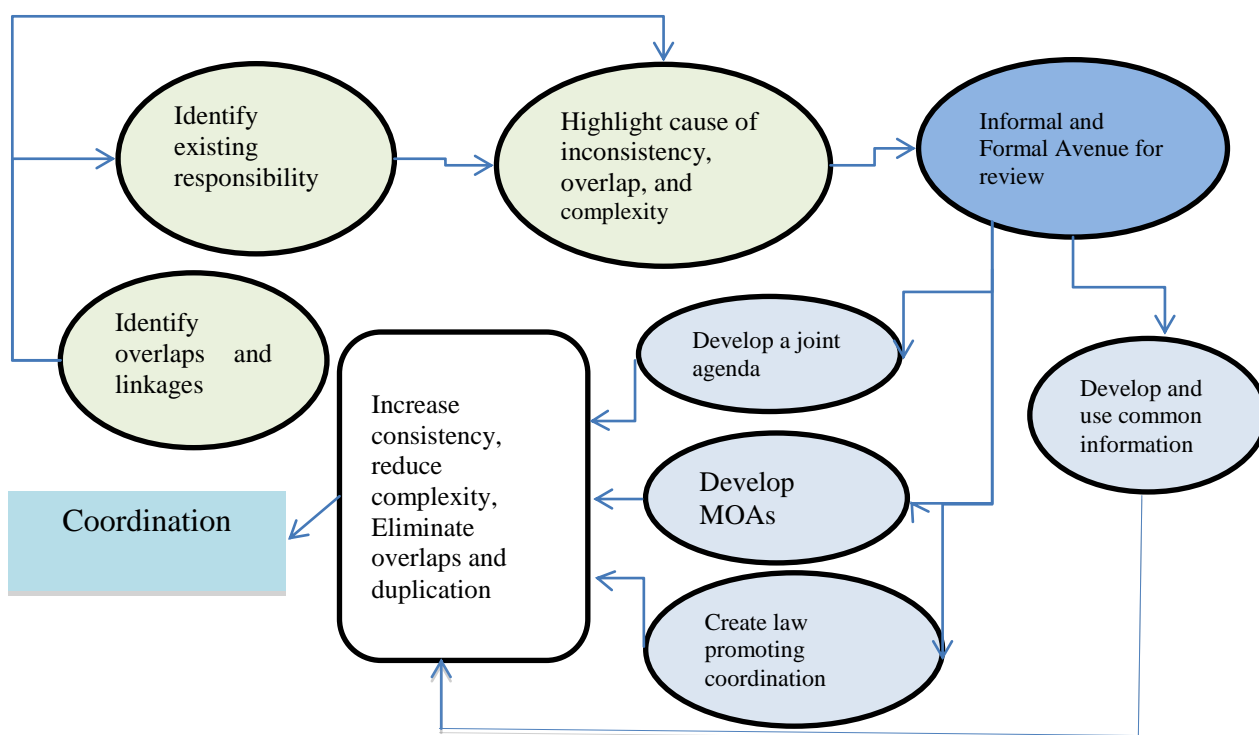 Identify
existing
responsibility
Highlight cause of
inconsistency,
overlap, and
complexity
Informal and
Formal Avenue for
review
Identify
overlaps and
linkages
Develop a joint
agenda
Develop and
use common
information
Increase
consistency,
reduce
complexity,
Eliminate
overlaps and
duplication
Develop
MOAs
Coordination
Create law
promoting
coordination